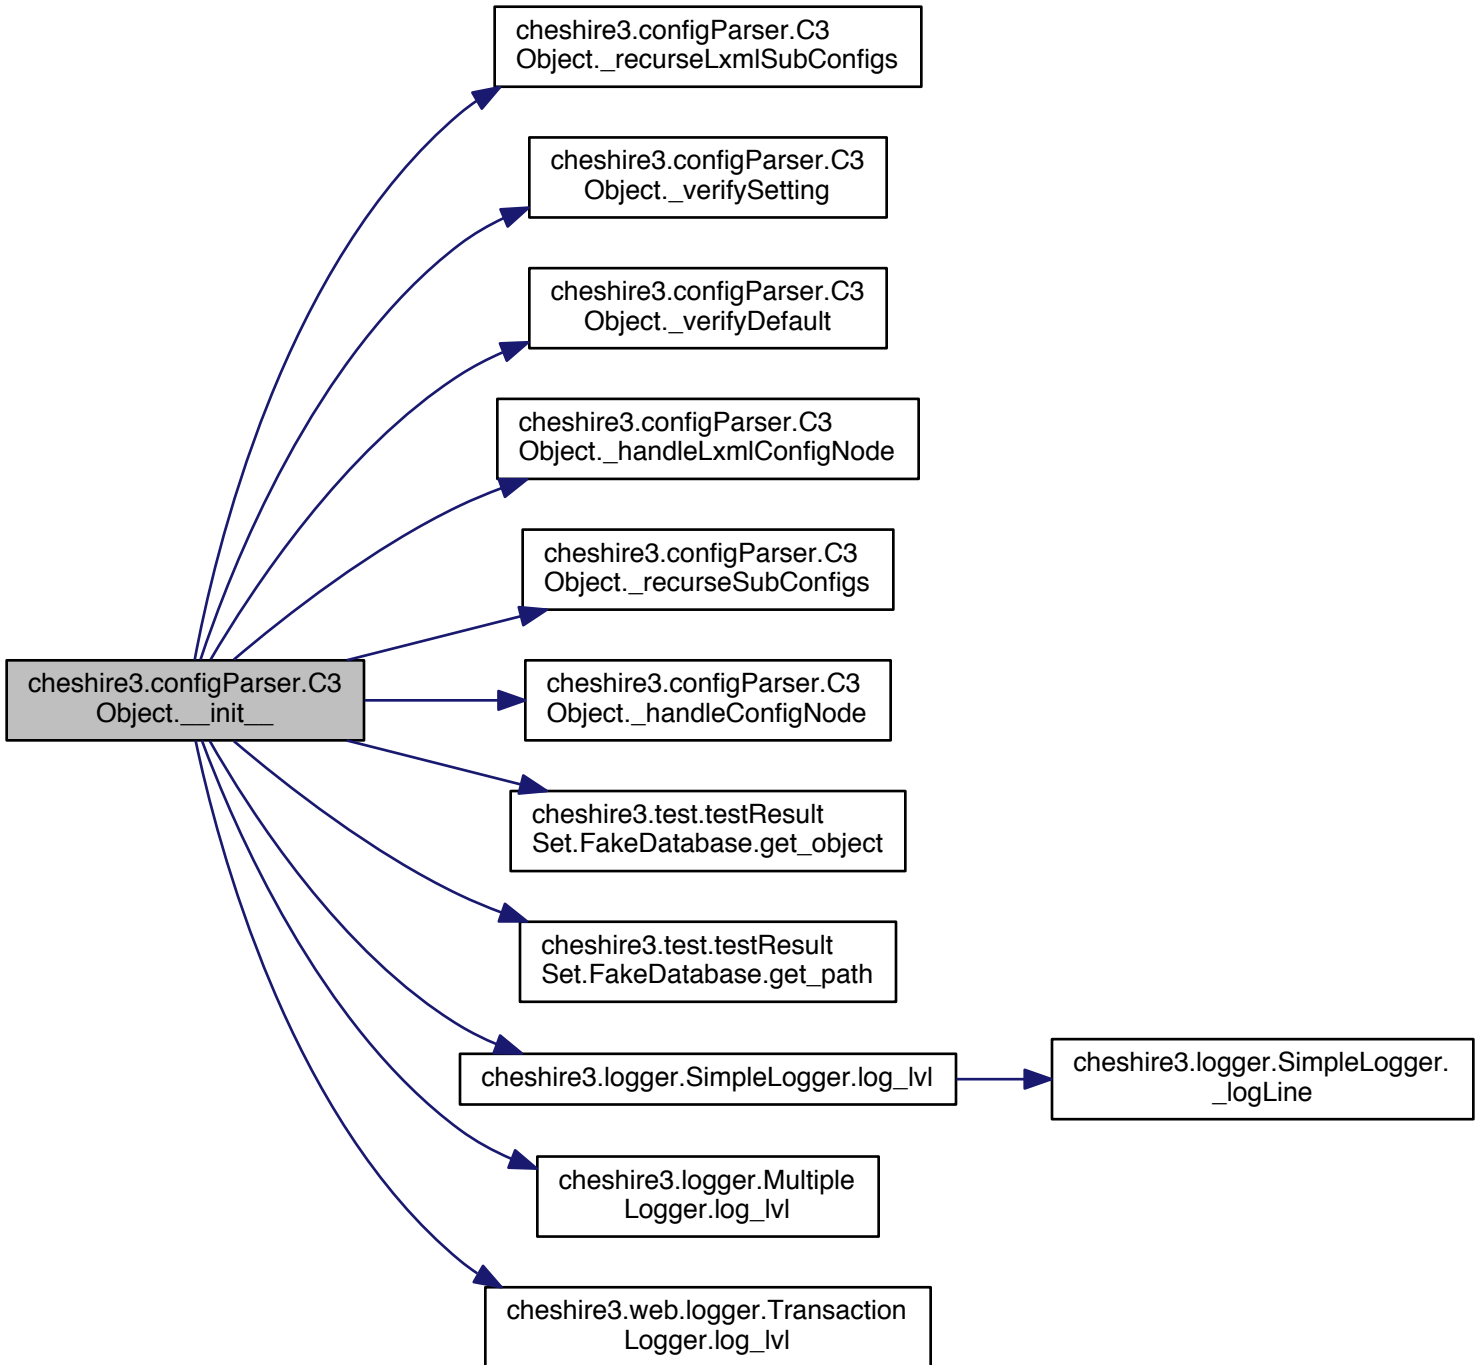 cheshire3.configParser.C3
Object._recurseLxmlSubConfigs
cheshire3.configParser.C3
Object._verifySetting
cheshire3.configParser.C3
Object._verifyDefault
cheshire3.configParser.C3
Object._handleLxmlConfigNode
cheshire3.configParser.C3
Object._recurseSubConfigs
cheshire3.configParser.C3
Object.__init__
cheshire3.configParser.C3
Object._handleConfigNode
cheshire3.test.testResult
Set.FakeDatabase.get_object
cheshire3.test.testResult
Set.FakeDatabase.get_path
cheshire3.logger.SimpleLogger.log_lvl
cheshire3.logger.SimpleLogger.
_logLine
cheshire3.logger.Multiple
Logger.log_lvl
cheshire3.web.logger.Transaction
Logger.log_lvl